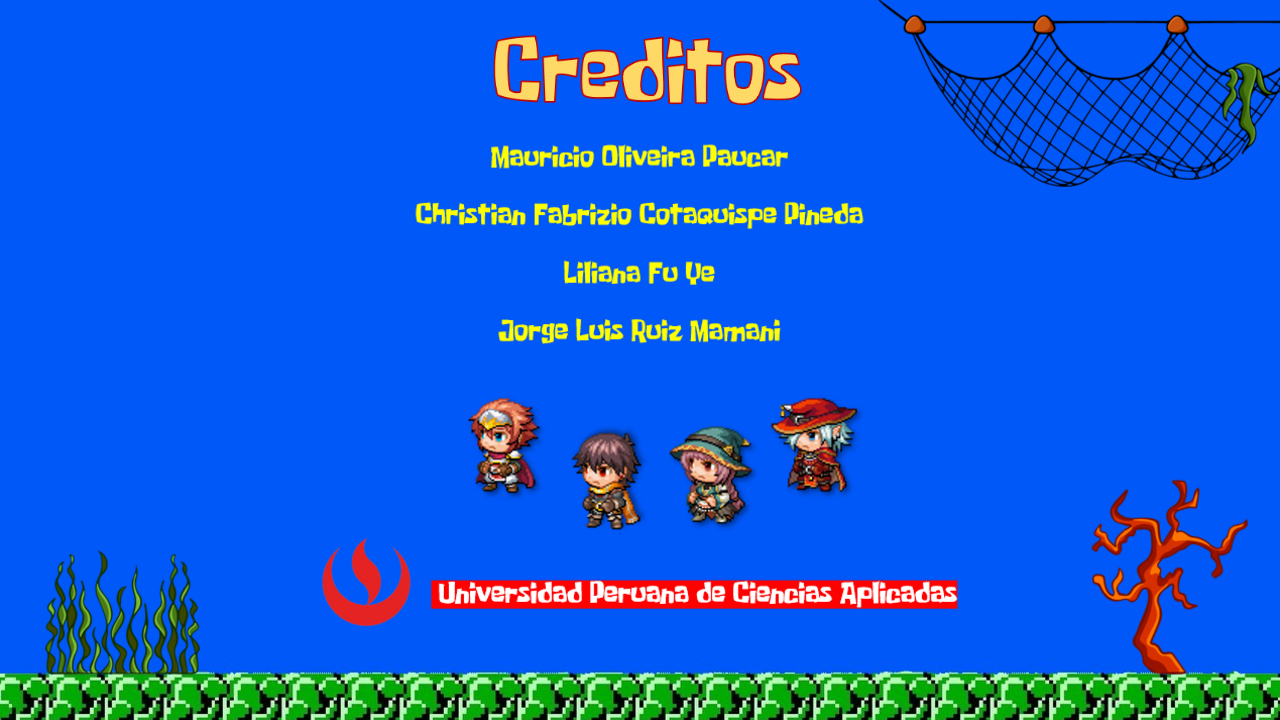 Creditos
Mauricio Oliveira Paucar
Christian Fabrizio Cotaquispe Pineda
Liliana Fu Ye
Jorge Luis Ruiz Mamani
Universidad Peruana de Ciencias Aplicadas